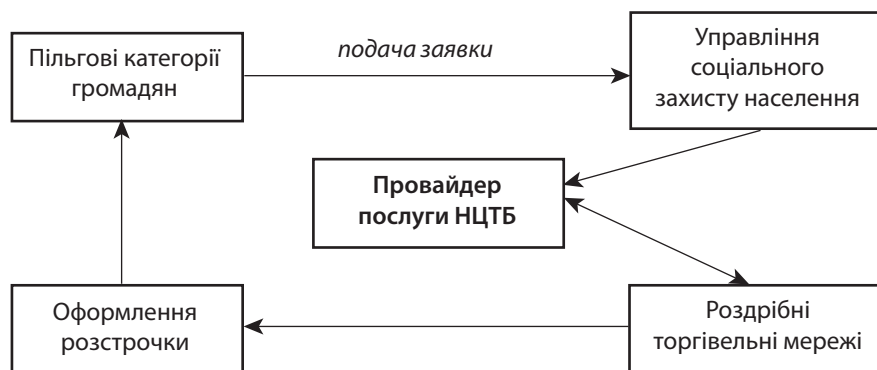 Пільгові категорії
громадян
подача заявки
Управління
соціального
захисту населення
Провайдер
послуги НЦТБ
Оформлення
розстрочки
Роздрібні
торгівельні мережі